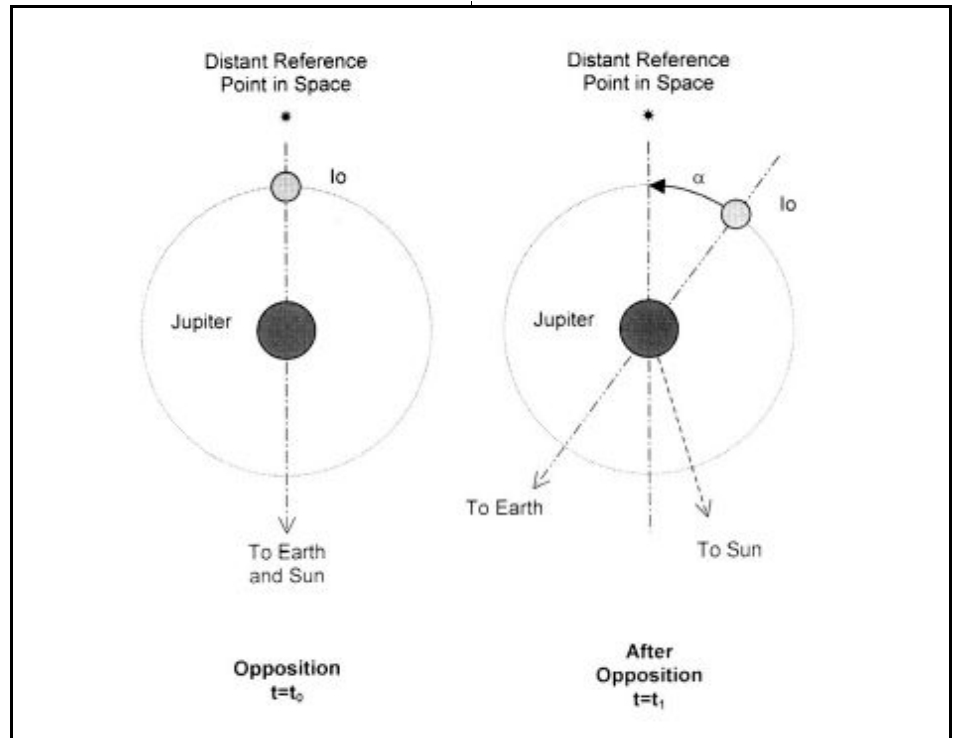 Distant Reference
Point in Space
Io
Jupiter
To Earth
and Sun
Opposition
t=t₀
Distant Reference
Point in Space
α
Io
Jupiter
To Earth
To Sun
After
Opposition
t=t₁